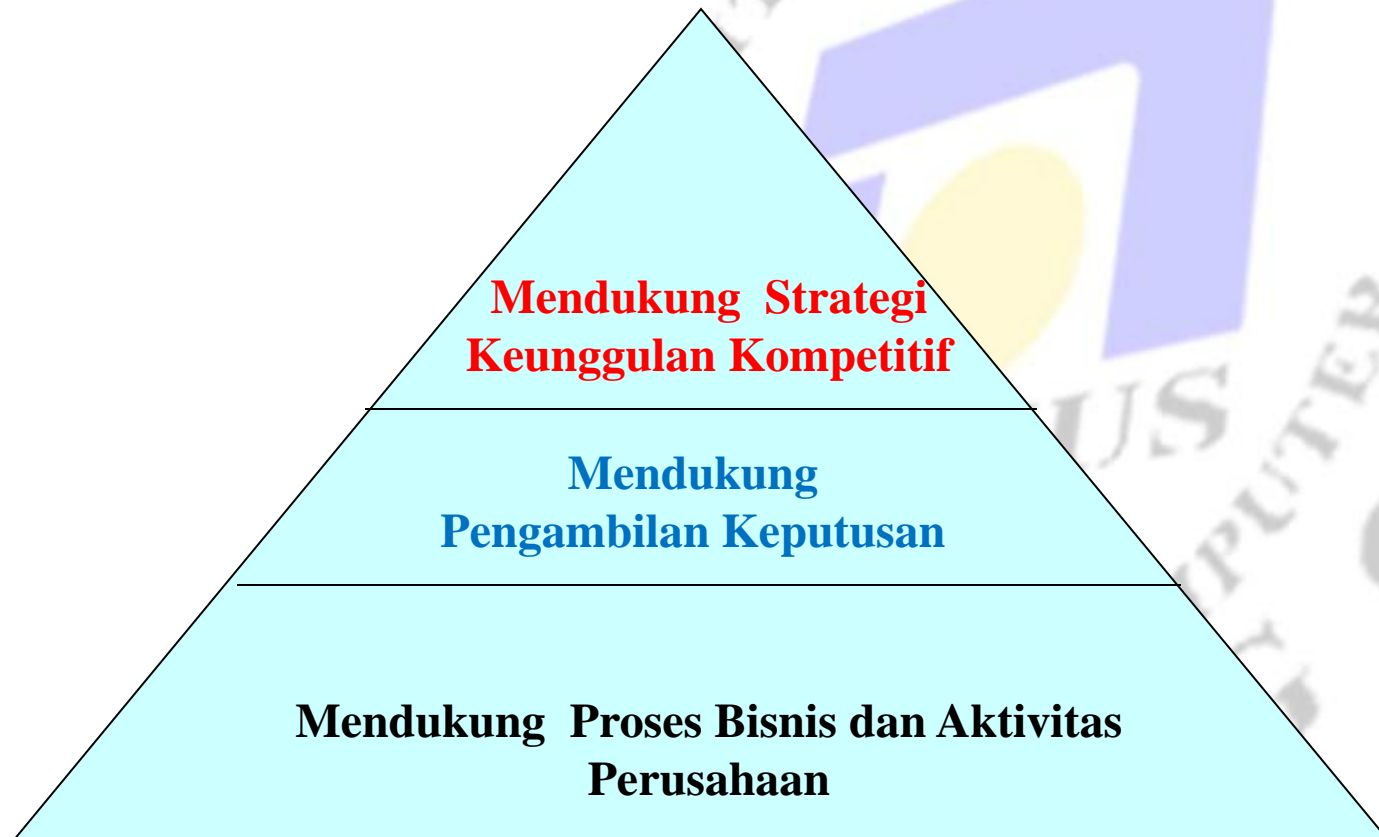 Mendukung Strategi
Keunggulan Kompetitif
Mendukung
Pengambilan Keputusan
Mendukung Proses Bisnis dan Aktivitas
Perusahaan